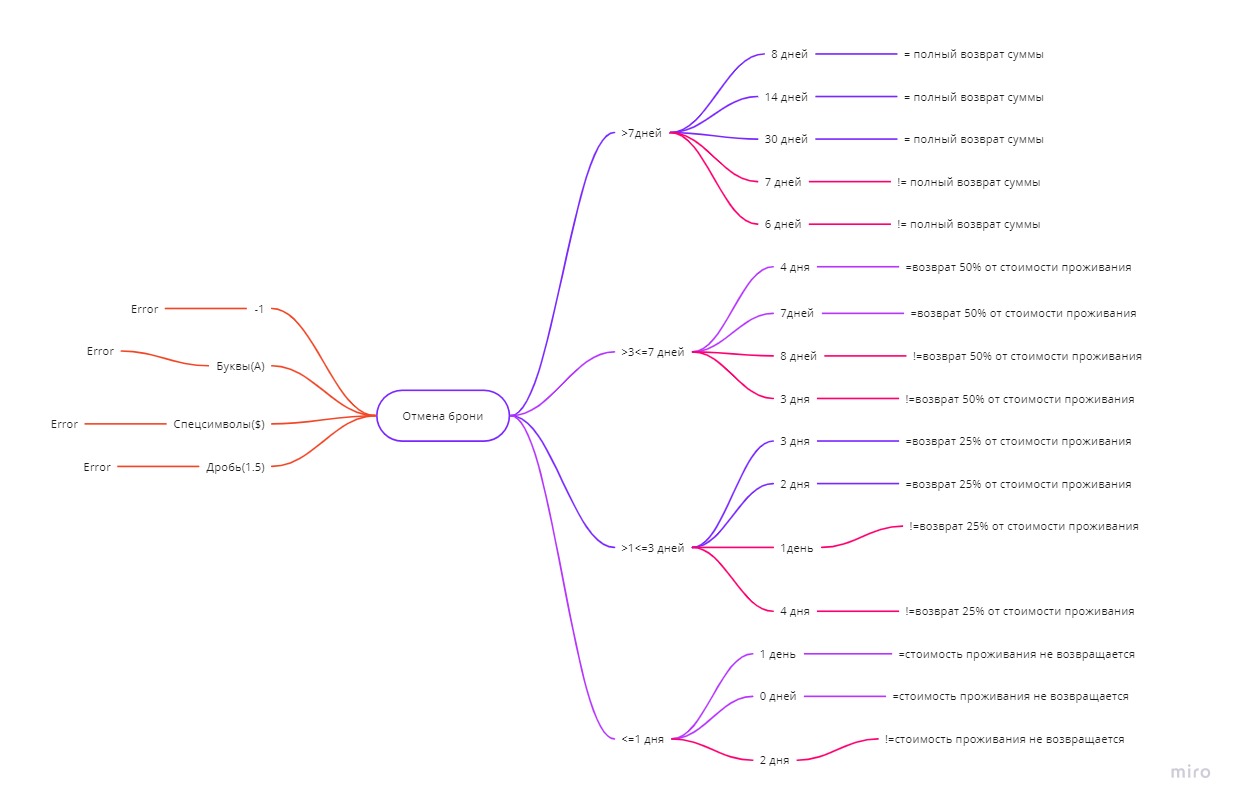 8 дней = полный возврат суммы
14 дней = полный возврат суммы
30 дней = полный возврат суммы
>7дней
7 дней != полный возврат суммы
6 дней != полный возврат суммы
4 дня =возврат 50% от стоимости проживания
7дней =возврат 50% от стоимости проживания
>3<=7 дней
8 дней !=возврат 50% от стоимости проживания
3 дня !=возврат 50% от стоимости проживания
Error -1
Error Буквы(А)
Error Спецсимволы($)
Error Дробь(1.5)
Отмена брони
3 дня =возврат 25% от стоимости проживания
2 дня =возврат 25% от стоимости проживания
>1<=3 дней
1день !=возврат 25% от стоимости проживания
4 дня !=возврат 25% от стоимости проживания
1 день =стоимость проживания не возвращается
0 дней =стоимость проживания не возвращается
<=1 дня
2 дня !=стоимость проживания не возвращается
miro